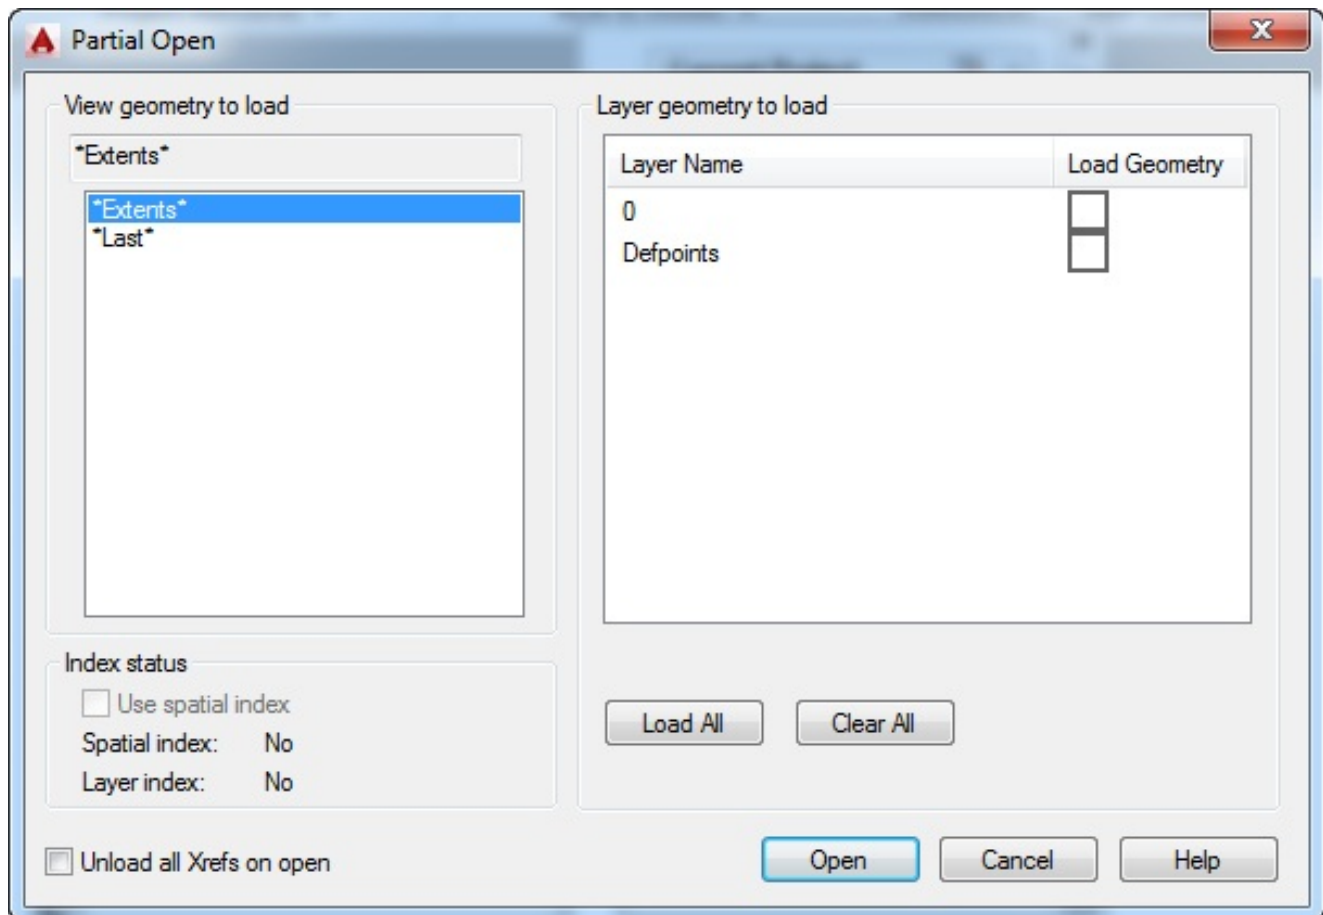 Partial Open
View geometry to load
*Extents*
*Extents*
*Last*
Index status
Use spatial index
Spatial index: No
Layer index: No
Unload all Xrefs on open
Layer geometry to load
Layer Name Load Geometry
0
Defpoints
Load All Clear All
Open Cancel Help